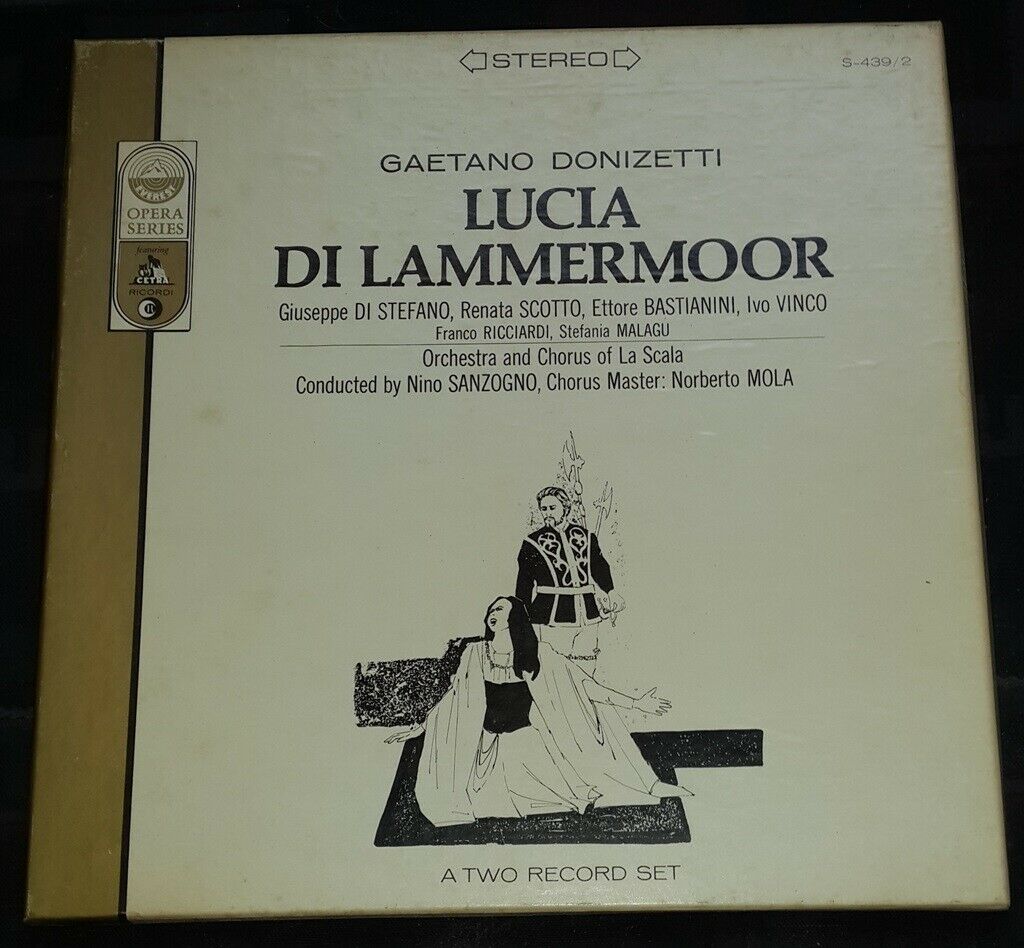 STEREO
S-439/2
GAETANO DONIZETTI
LUCIA
DI LAMMERMOOR
Giuseppe DI STEFANO, Renata SCOTTO, Ettore BASTIANINI, Ivo VINCO
Franco RICCIARDI, Stefania MALAGU
Orchestra and Chorus of La Scala
Conducted by Nino SANZOGNO, Chorus Master: Norberto MOLA
EVEREST
OPERA
SERIES
featuring
CETRA
RICORDI
A TWO RECORD SET